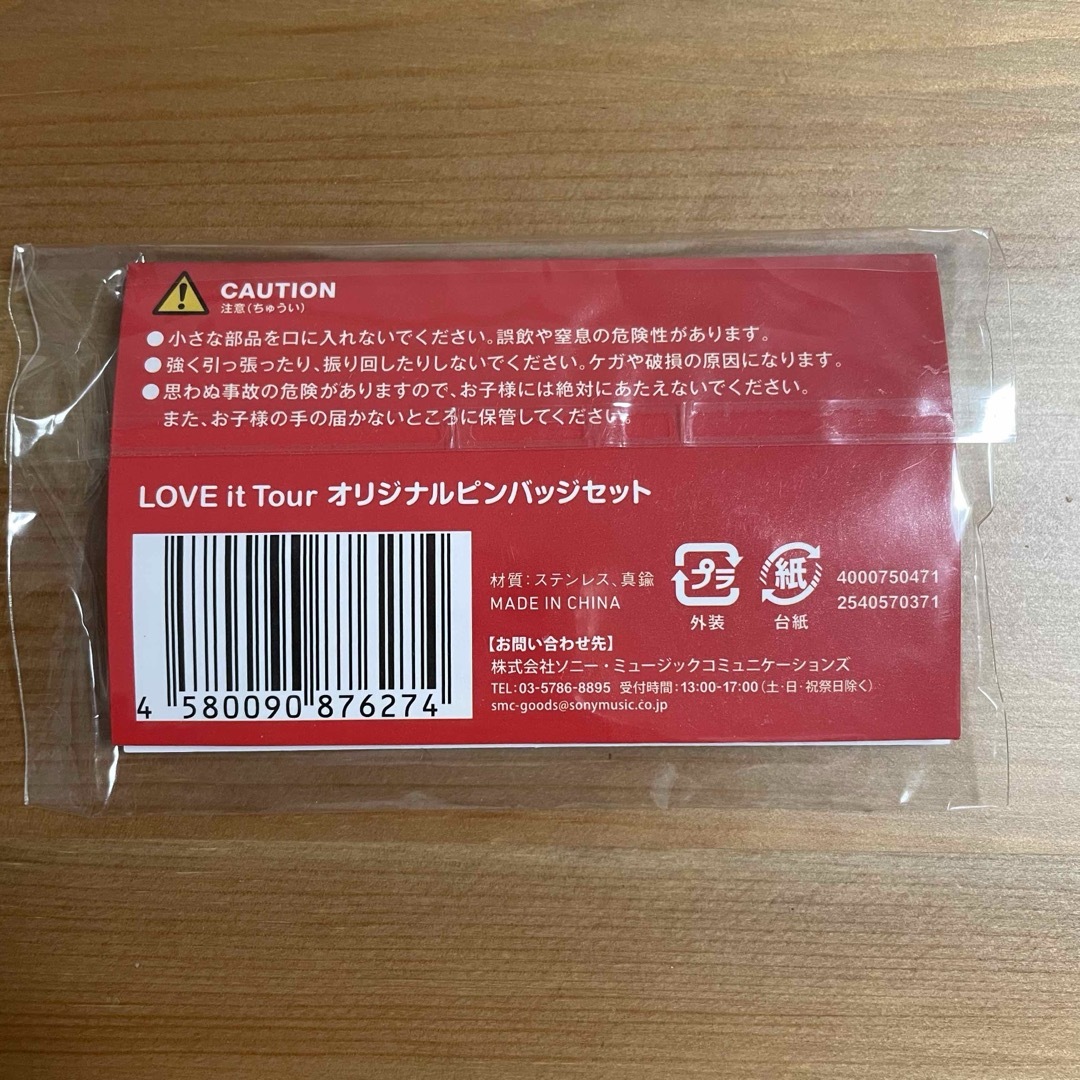 CAUTION
注意(ちゅうい)
●小さな部品を口に入れないでください。誤飲や窒息の危険性があります。
●強く引っ張ったり、振り回したりしないでください。ケガや破損の原因になります。
●思わぬ事故の危険がありますので、お子様には絶対にあたえないでください。
また、お子様の手の届かないところに保管してください。
LOVE it Tour オリジナルピンバッジセット
4 580090 876274
材質:ステンレス、真鍮
MADE IN CHINA
プラ
外装
紙
台紙
4000750471
2540570371
【お問い合わせ先】
株式会社ソニー・ミュージックコミュニケーションズ
TEL:03-5786-8895 受付時間:13:00-17:00(土・日・祝祭日除く)
smc-goods@sonymusic.co.jp